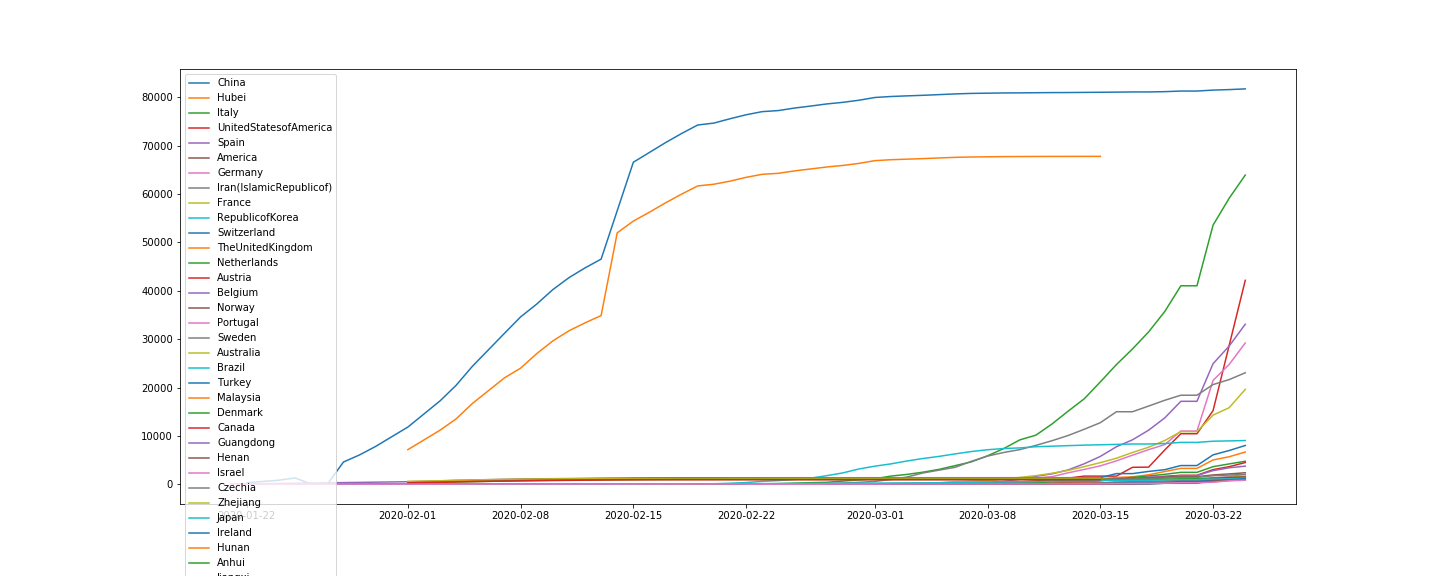 80000
70000
60000
50000
40000
30000
20000
10000
0
China
Hubei
Italy
UnitedStatesofAmerica
Spain
America
Germany
Iran(IslamicRepublicof)
France
RepublicofKorea
Switzerland
TheUnitedKingdom
Netherlands
Austria
Belgium
Norway
Portugal
Sweden
Australia
Brazil
Turkey
Malaysia
Denmark
Canada
Guangdong
Henan
Israel
Czechia
Zhejiang
Japan
Ireland
Hunan
Anhui
2020-01-22 2020-02-01 2020-02-08 2020-02-15 2020-02-22 2020-03-01 2020-03-08 2020-03-15 2020-03-22